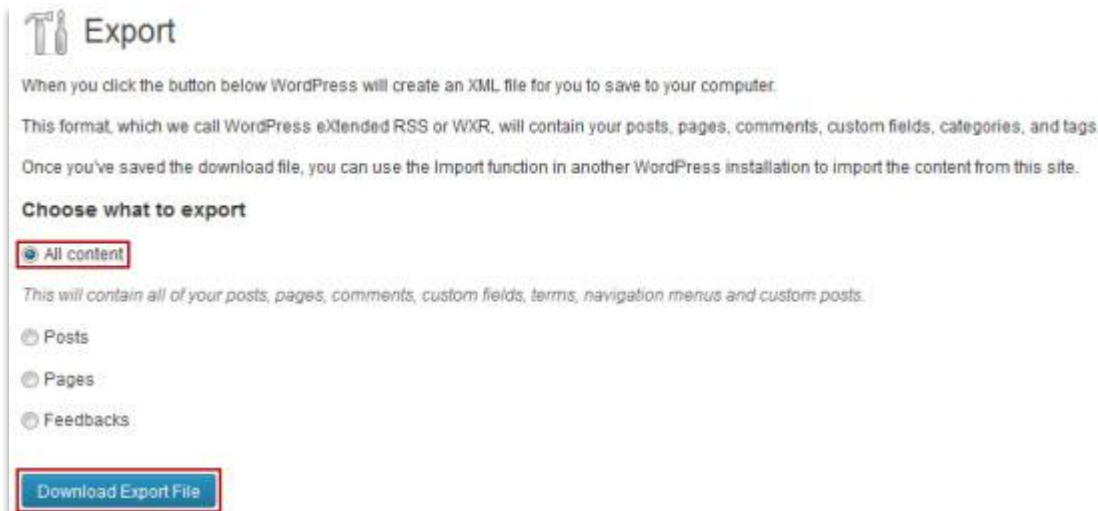 Export
When you click the button below WordPress will create an XML file for you to save to your computer.
This format, which we call WordPress eXtended RSS or WXR, will contain your posts, pages, comments, custom fields, categories, and tags
Once you've saved the download file, you can use the Import function in another WordPress installation to import the content from this site.
Choose what to export
All content
This will contain all of your posts, pages, comments, custom fields, terms, navigation menus and custom posts.
Posts
Pages
Feedbacks
Download Export File